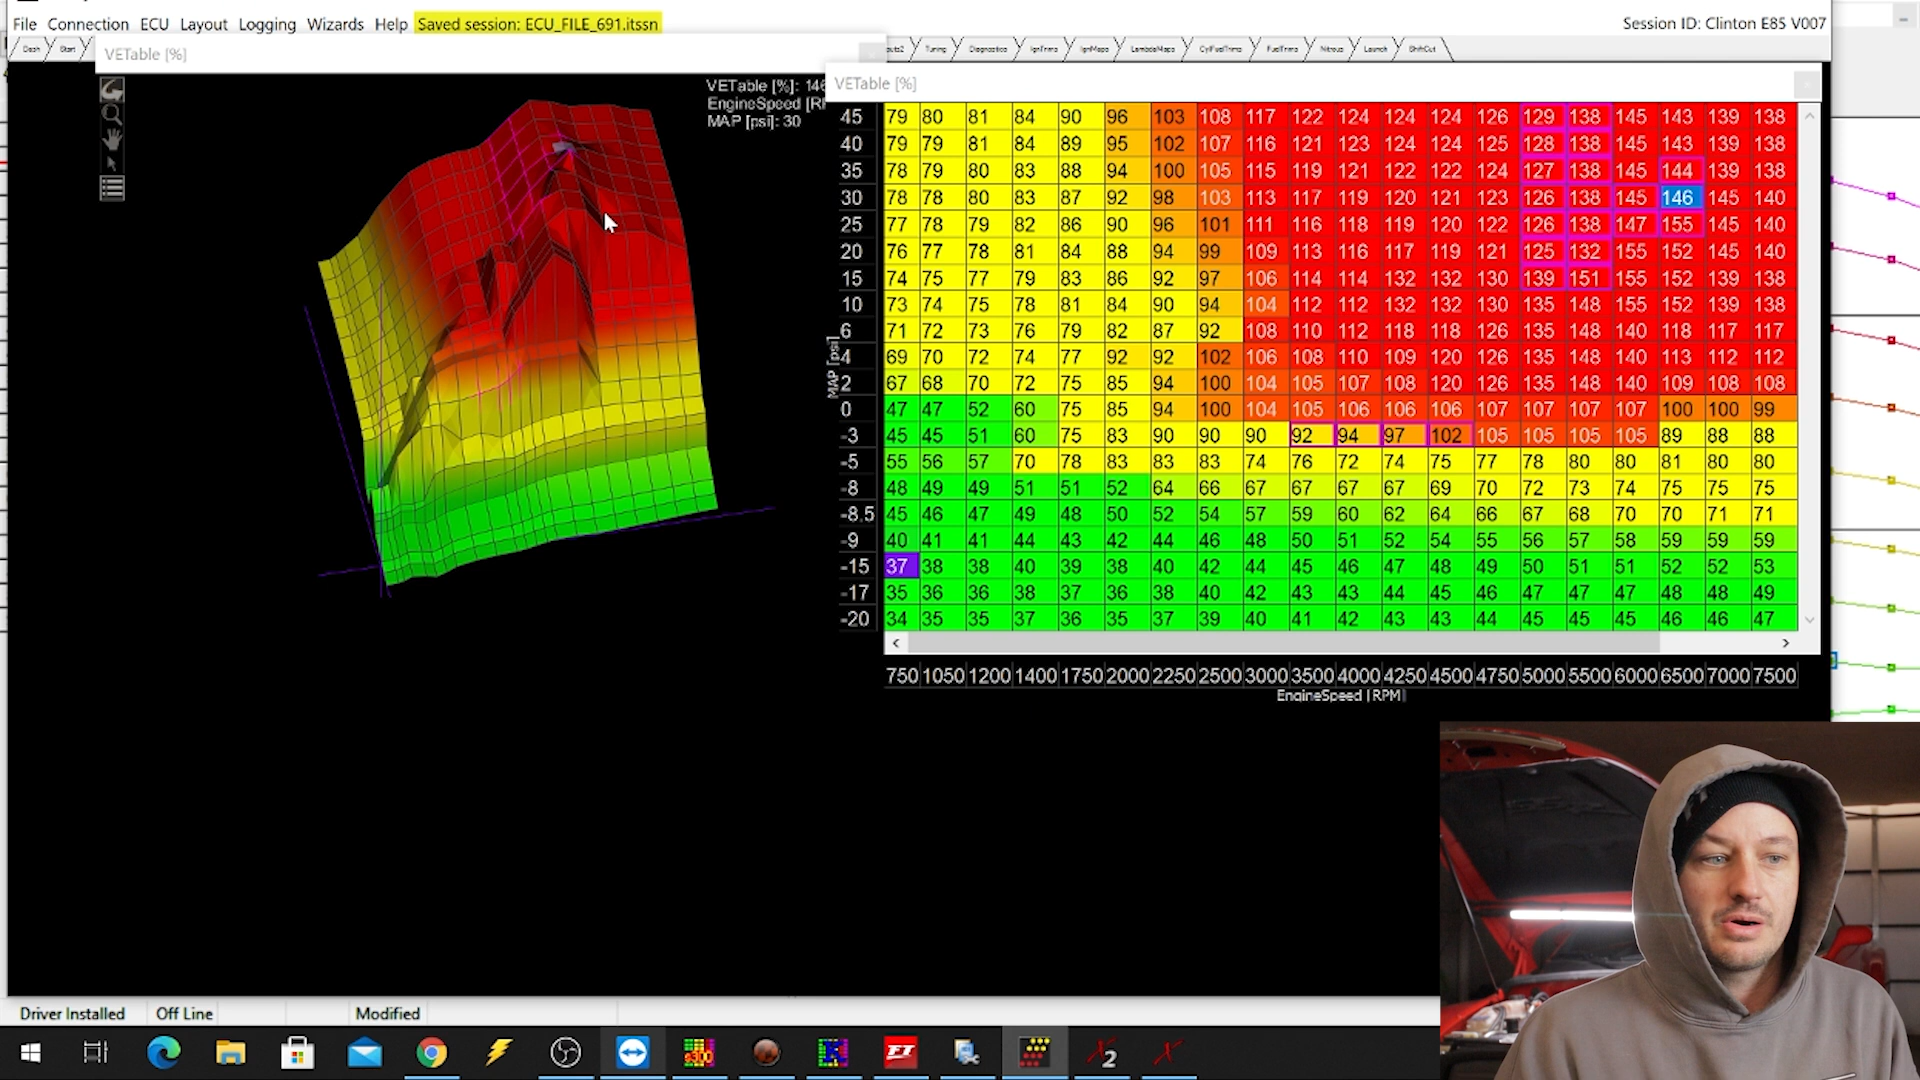 File Connection ECU Layout Logging Wizards Help Saved session: ECU_FILE_691.itssn
Session ID: Clinton E85 V007
Dash Start
Tuning Diagnostics IgnTrims IgnMaps LambdaMaps CylFuelTrims FuelTrims Nitrous Launch ShiftCut
VETable [%]
VETable [%]: 146
EngineSpeed [R
MAP [psi]: 30
VETable [%]
45 79 80 81 84 90 96 103 108 117 122 124 124 124 126 129 138 145 143 139 138
40 79 79 81 84 89 95 102 107 116 121 123 124 124 125 128 138 145 143 139 138
35 78 79 80 83 88 94 100 105 115 119 121 122 122 124 127 138 145 144 139 138
30 78 78 80 83 87 92 98 103 113 117 119 120 121 123 126 138 145 146 145 140
25 77 78 79 82 86 90 96 101 111 116 118 119 120 122 126 138 147 155 145 140
20 76 77 78 81 84 88 94 99 109 113 116 117 119 121 125 132 155 152 145 140
15 74 75 77 79 83 86 92 97 106 114 114 132 132 130 139 151 155 152 139 138
10 73 74 75 78 81 84 90 94 104 112 112 132 132 130 135 148 155 152 139 138
6 71 72 73 76 79 82 87 92 108 110 112 118 118 126 135 148 140 118 117 117
4 69 70 72 74 77 92 92 102 106 108 110 109 120 126 135 148 140 113 112 112
2 67 68 70 72 75 85 94 100 104 105 107 108 120 126 135 148 140 109 108 108
0 47 47 52 60 75 85 94 100 104 105 106 106 106 107 107 107 107 100 100 99
-3 45 45 51 60 75 83 90 90 90 92 94 97 102 105 105 105 105 89 88 88
-5 55 56 57 70 78 83 83 83 74 76 72 74 75 77 78 80 80 81 80 80
-8 48 49 49 51 51 52 64 66 67 67 67 67 69 70 72 73 74 75 75 75
-8.5 45 46 47 49 48 50 52 54 57 59 60 62 64 66 67 68 70 70 71 71
-9 40 41 41 44 43 42 44 46 48 50 51 52 54 55 56 57 58 59 59 59
-15 37 38 38 40 39 38 40 42 44 45 46 47 48 49 50 51 51 52 52 53
-17 35 36 36 38 37 36 38 40 42 43 43 44 45 46 47 47 47 48 48 49
-20 34 35 35 37 36 35 37 39 40 41 42 43 43 44 45 45 45 46 46 47
MAP [psi]
750 1050 1200 1400 1750 2000 2250 2500 3000 3500 4000 4250 4500 4750 5000 5500 6000 6500 7000 7500
EngineSpeed [RPM]
Driver Installed Off Line Modified
s300 FT 2